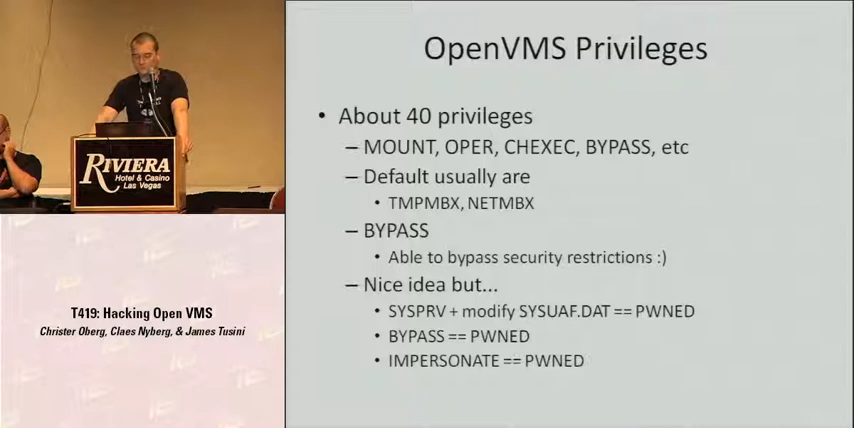 RIVIERA
Hotel & Casino
Las Vegas
T419: Hacking Open VMS
Christer Oberg, Claes Nyberg, & James Tusini
OpenVMS Privileges
• About 40 privileges
– MOUNT, OPER, CHEXEC, BYPASS, etc
– Default usually are
• TMPMBX, NETMBX
– BYPASS
• Able to bypass security restrictions :)
– Nice idea but...
• SYSPRV + modify SYSUAF.DAT == PWNED
• BYPASS == PWNED
• IMPERSONATE == PWNED